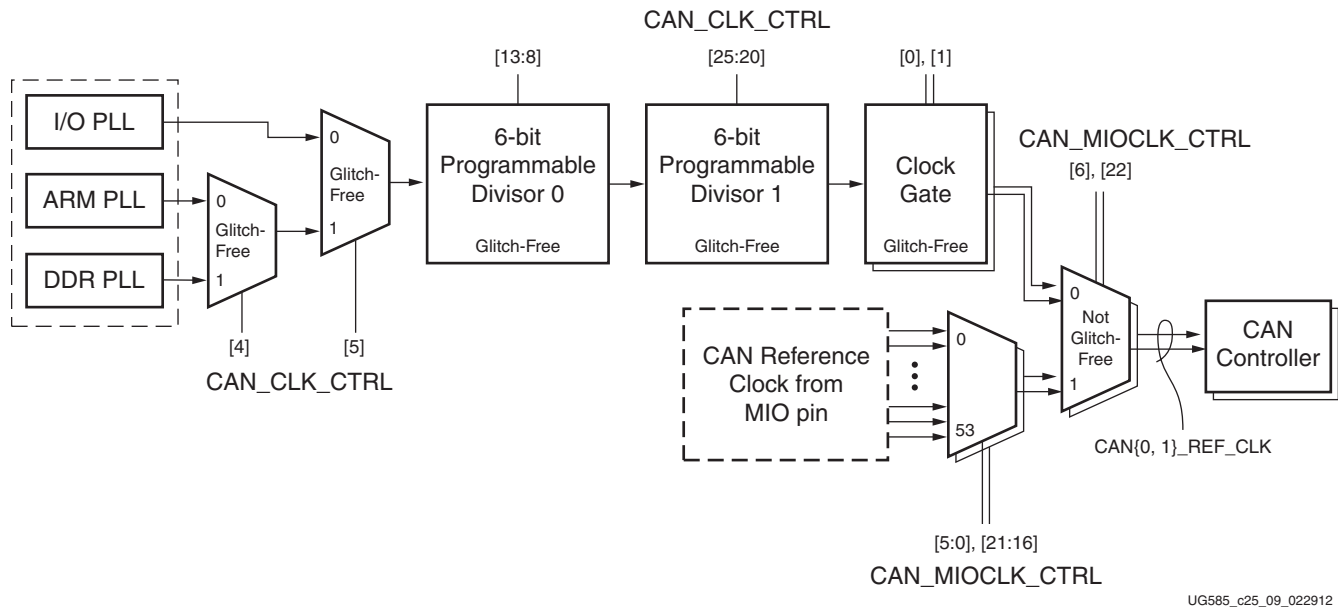 CAN_CLK_CTRL
[13:8]
[25:20]
[0], [1]
I/O PLL
ARM PLL
DDR PLL
0
Glitch-
Free
1
[4]
0
Glitch-
Free
1
[5]
CAN_CLK_CTRL
6-bit
Programmable
Divisor 0
Glitch-Free
6-bit
Programmable
Divisor 1
Glitch-Free
Clock
Gate
Glitch-Free
CAN_MIOCLK_CTRL
[6], [22]
0
Not
Glitch-
Free
1
CAN Reference
Clock from
MIO pin
0
53
[5:0], [21:16]
CAN_MIOCLK_CTRL
CAN{0, 1}_REF_CLK
CAN
Controller
UG585_c25_09_022912